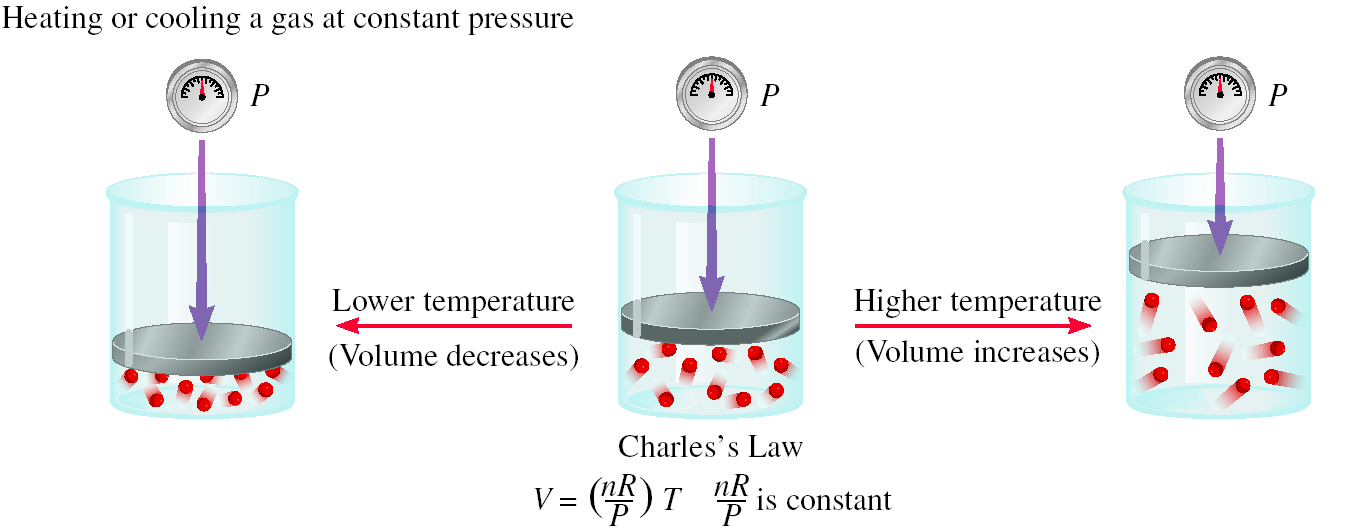 Heating or cooling a gas at constant pressure
P
P
P
Lower temperature
(Volume decreases)
Higher temperature
(Volume increases)
Charles’s Law
V = (nR/P) T nR/P is constant